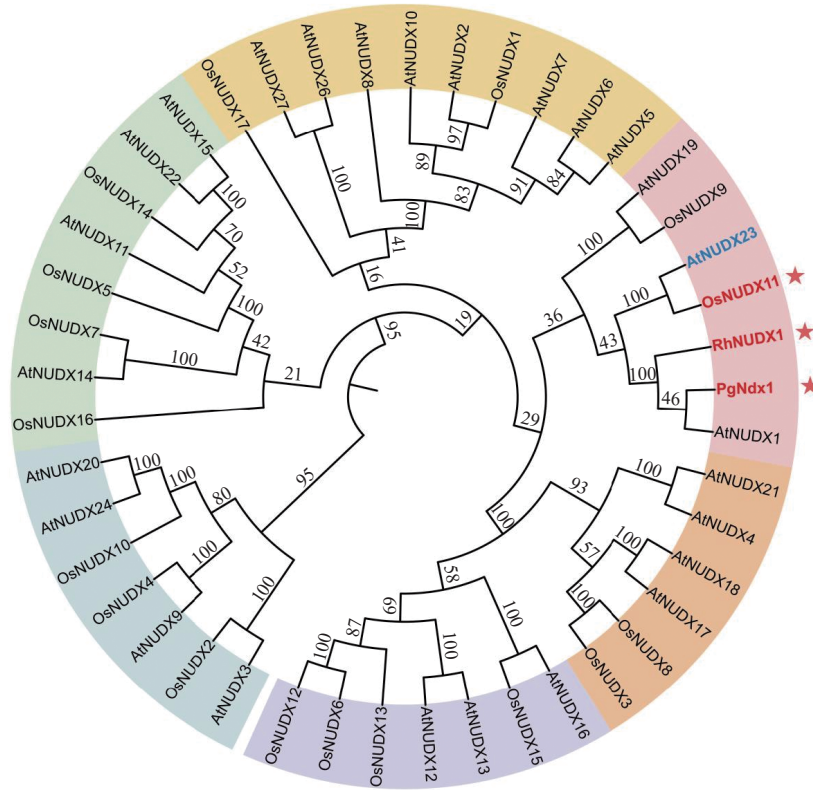 OsNUDX17
AtNUDX27
AtNUDX26
AtNUDX8
AtNUDX10
AtNUDX2
OsNUDX1
AtNUDX7
AtNUDX6
AtNUDX5
AtNUDX19
OsNUDX9
AtNUDX23
OsNUDX11
RhNUDX1
PgNdx1
AtNUDX1
AtNUDX21
AtNUDX4
AtNUDX18
AtNUDX17
OsNUDX8
OsNUDX3
AtNUDX16
OsNUDX15
AtNUDX13
AtNUDX12
OsNUDX13
OsNUDX6
OsNUDX12
AtNUDX3
OsNUDX2
AtNUDX9
OsNUDX4
OsNUDX10
AtNUDX24
AtNUDX20
OsNUDX16
AtNUDX14
OsNUDX7
OsNUDX5
AtNUDX11
OsNUDX14
AtNUDX22
AtNUDX15
100
89
97
83
91
84
100
41
16
19
95
100
36
100
43
100
46
29
100
93
100
57
100
100
58
100
69
100
87
100
95
100
80
100
100
100
21
42
100
100
52
70
100